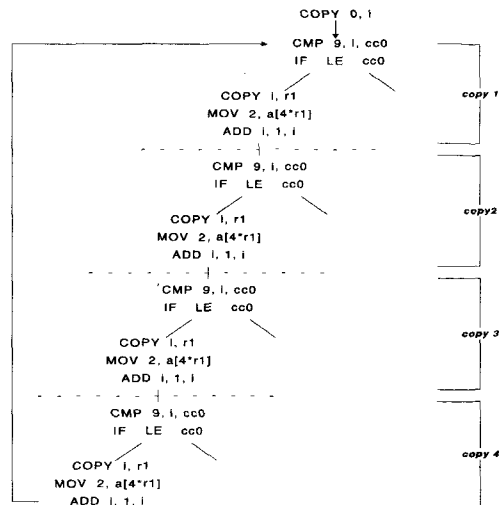 COPY 0, i
CMP 9, i, cc0
IF LE cc0
copy 1
COPY i, r1
MOV 2, a[4*r1]
ADD i, 1, i
CMP 9, i, cc0
IF LE cc0
copy2
COPY i, r1
MOV 2, a[4*r1]
ADD i, 1, i
CMP 9, i, cc0
IF LE cc0
copy 3
COPY i, r1
MOV 2, a[4*r1]
ADD i, 1, i
CMP 9, i, cc0
IF LE cc0
copy 4
COPY i, r1
MOV 2, a[4*r1]
ADD i, 1, i